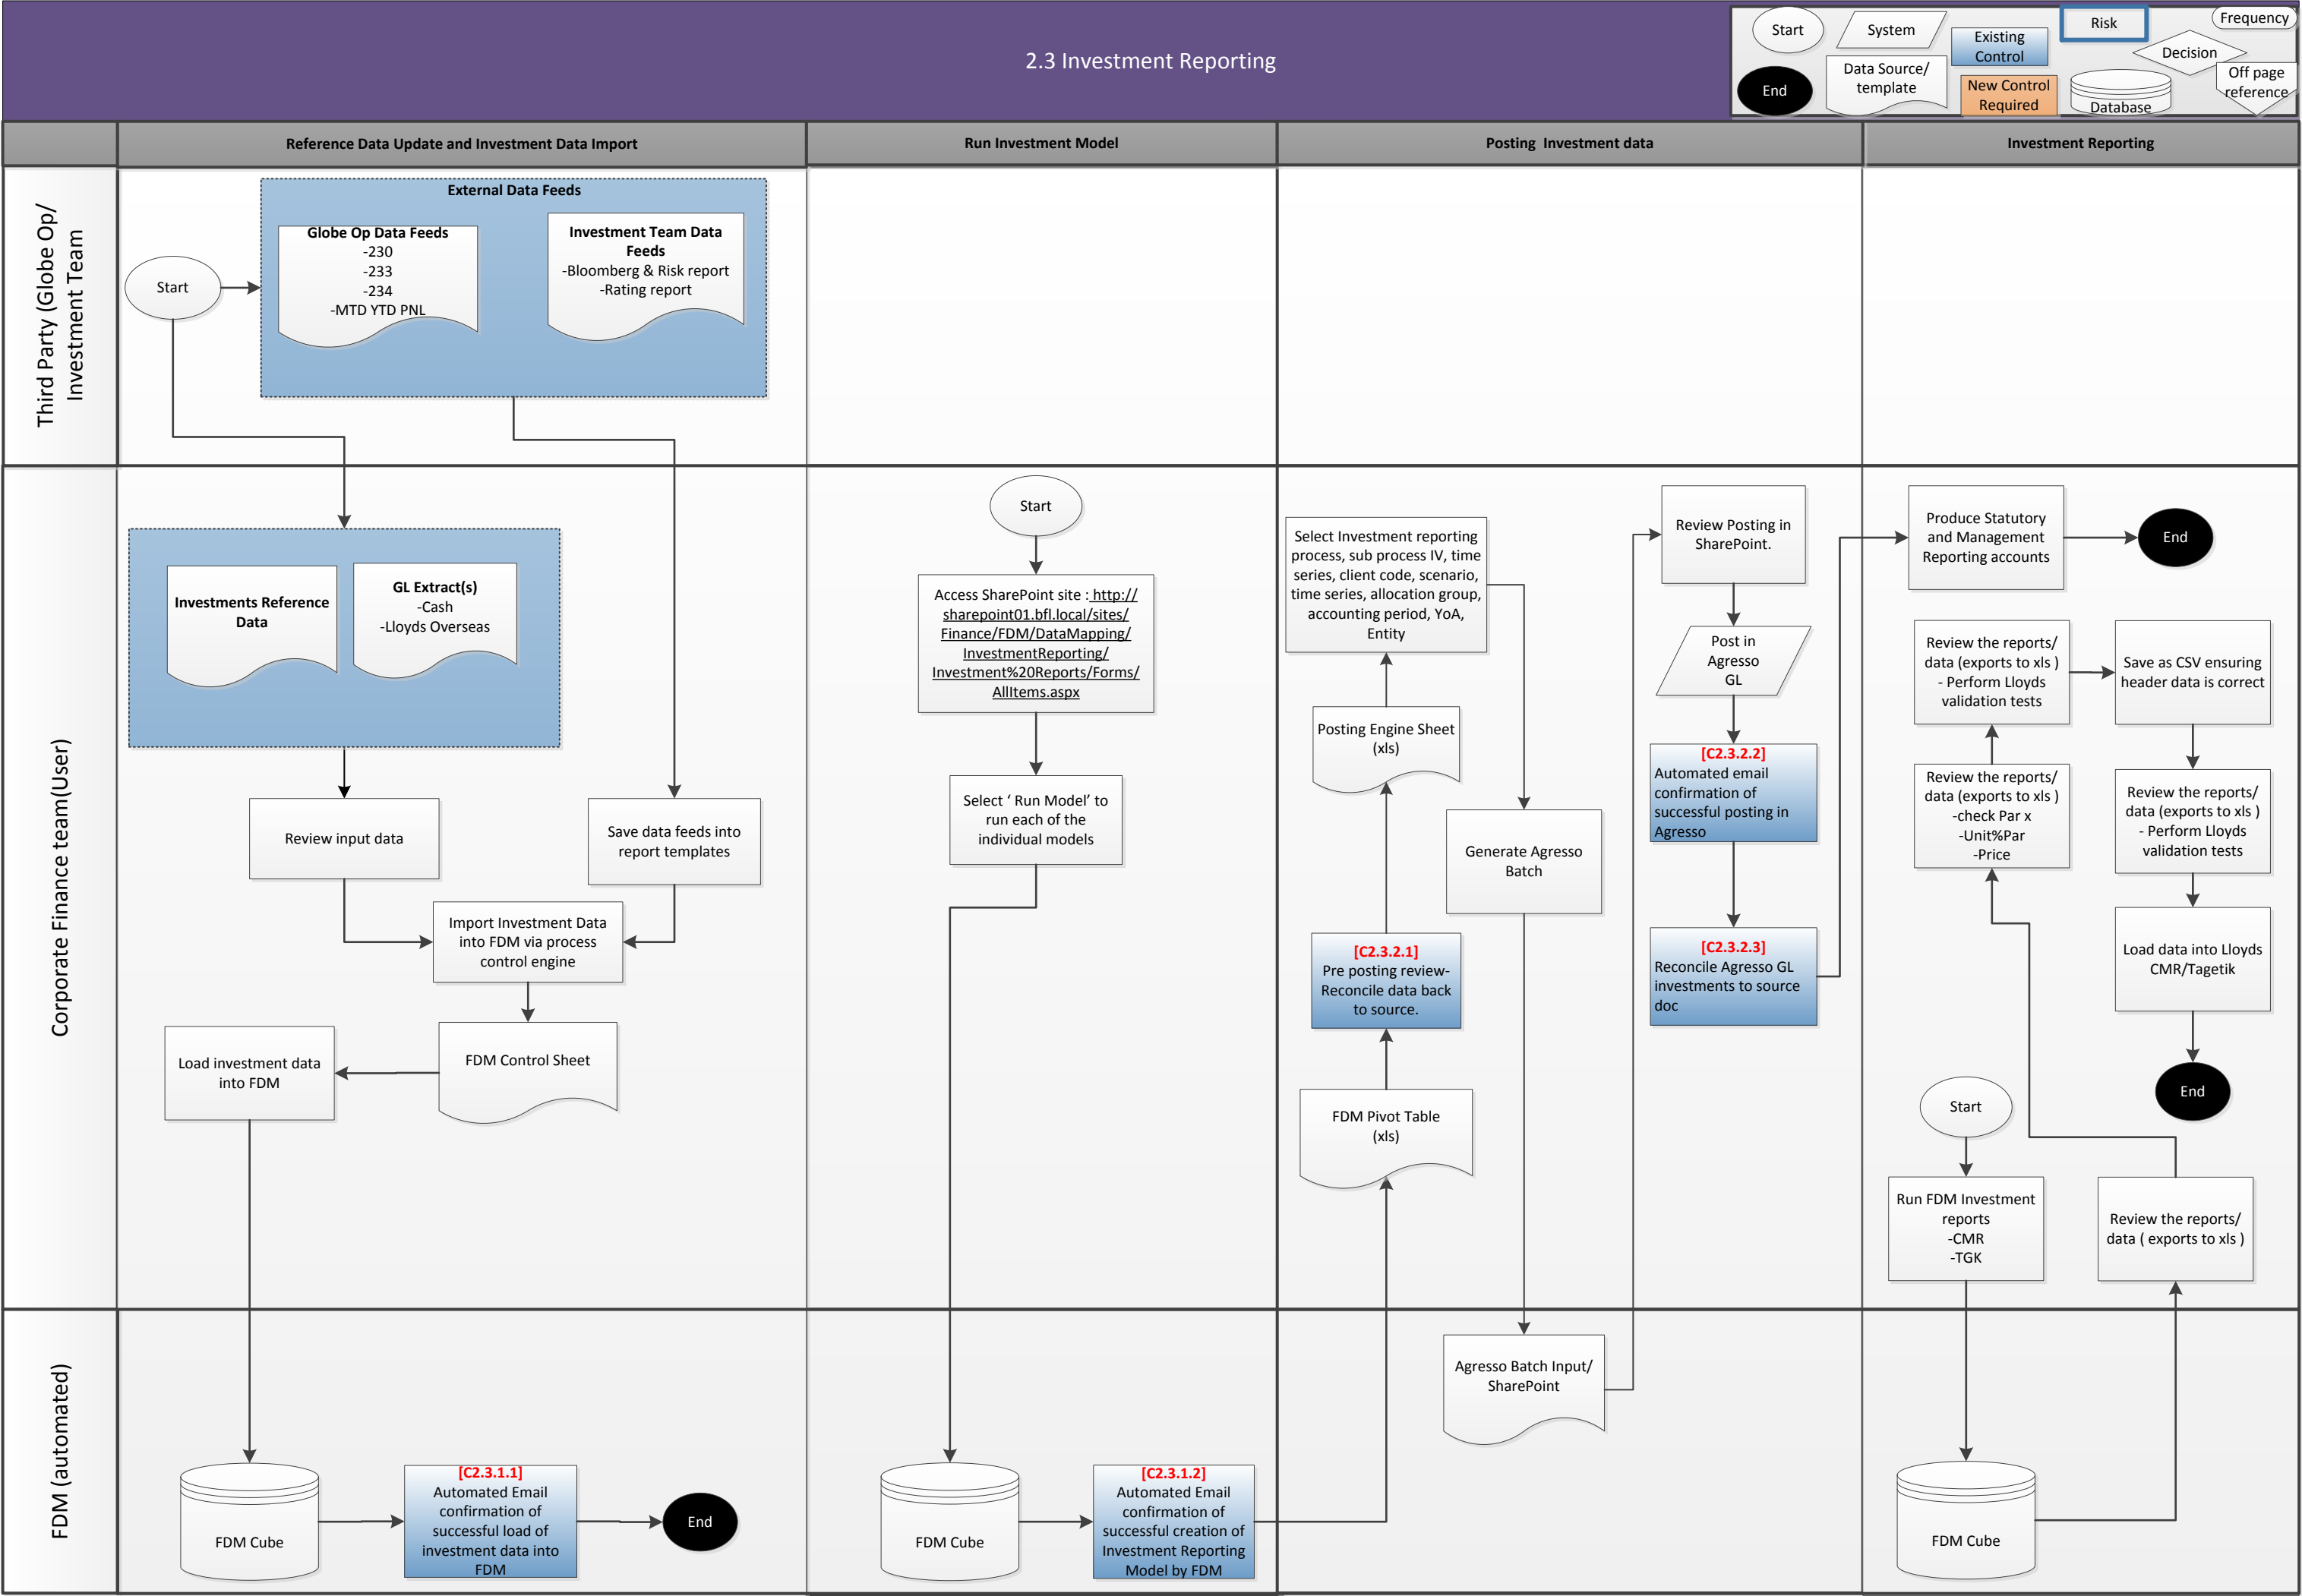 2.3 Investment Reporting
Start
System
Existing
Control
Risk
Frequency
Decision
End
Data Source/
template
New Control
Required
Database
Off page
reference
Reference Data Update and Investment Data Import
Run Investment Model
Posting  Investment data
Investment Reporting
Third Party (Globe Op/
Investment Team
Start
External Data Feeds
Globe Op Data Feeds
-230
-233
-234
-MTD YTD PNL
Investment Team Data
Feeds
-Bloomberg & Risk report
-Rating report
Corporate Finance team(User)
Investments Reference
Data
GL Extract(s)
-Cash
-Lloyds Overseas
Review input data
Save data feeds into
report templates
Import Investment Data
into FDM via process
control engine
FDM Control Sheet
Load investment data
into FDM
Start
Access SharePoint site : http://
sharepoint01.bfl.local/sites/
Finance/FDM/DataMapping/
InvestmentReporting/
Investment%20Reports/Forms/
AllItems.aspx
Select ‘ Run Model’ to
run each of the
individual models
Select Investment reporting
process, sub process IV, time
series, client code, scenario,
time series, allocation group,
accounting period, YoA,
Entity
Posting Engine Sheet
(xls)
[C2.3.2.1]
Pre posting review-
Reconcile data back
to source.
FDM Pivot Table
(xls)
Generate Agresso
Batch
Review Posting in
SharePoint.
Post in
Agresso
GL
[C2.3.2.2]
Automated email
confirmation of
successful posting in
Agresso
[C2.3.2.3]
Reconcile Agresso GL
investments to source
doc
Produce Statutory
and Management
Reporting accounts
End
Review the reports/
data (exports to xls )
- Perform Lloyds
validation tests
Save as CSV ensuring
header data is correct
Review the reports/
data (exports to xls )
-check Par x
-Unit%Par
-Price
Review the reports/
data (exports to xls )
- Perform Lloyds
validation tests
Load data into Lloyds
CMR/Tagetik
End
Start
Run FDM Investment
reports
-CMR
-TGK
Review the reports/
data ( exports to xls )
FDM (automated)
FDM Cube
[C2.3.1.1]
Automated Email
confirmation of
successful load of
investment data into
FDM
End
FDM Cube
[C2.3.1.2]
Automated Email
confirmation of
successful creation of
Investment Reporting
Model by FDM
Agresso Batch Input/
SharePoint
FDM Cube